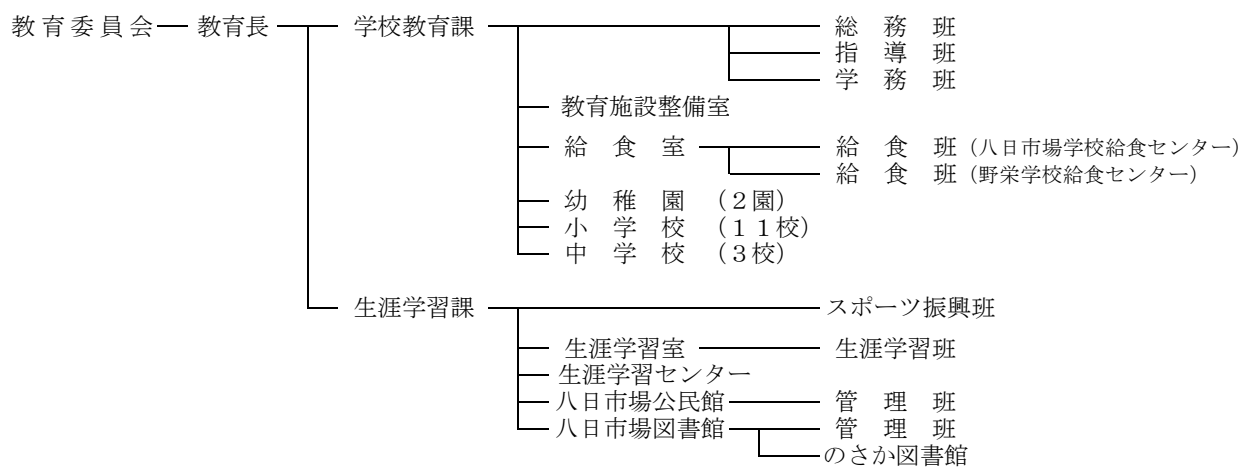 教育委員会 教育長 学校教育課 総務班
指導班
学務班
教育施設整備室
給食室 給食班(八日市場学校給食センター)
給食班(野栄学校給食センター)
幼稚園 (2園)
小学校 (11校)
中学校 (3校)
生涯学習課 スポーツ振興班
生涯学習室 生涯学習班
生涯学習センター
八日市場公民館 管理班
八日市場図書館 管理班
のさか図書館